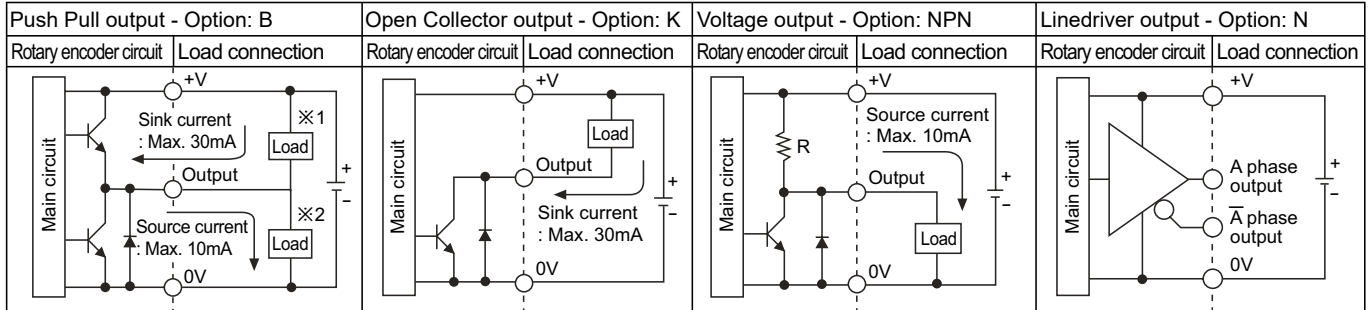 Push Pull output - Option: B
Rotary encoder circuit
Load connection
Main circuit
+V
Sink current
: Max. 30mA
※1
Load
Output
+
−
Source current
: Max. 10mA
※2
Load
0V
Open Collector output - Option: K
Rotary encoder circuit
Load connection
Main circuit
+V
Load
Output
Sink current
: Max. 30mA
+
−
0V
Voltage output - Option: NPN
Rotary encoder circuit
Load connection
Main circuit
+V
Source current
: Max. 10mA
R
Output
+
−
Load
0V
Linedriver output - Option: N
Rotary encoder circuit
Load connection
Main circuit
+V
A phase
output
+
−
A̅ phase
output
0V